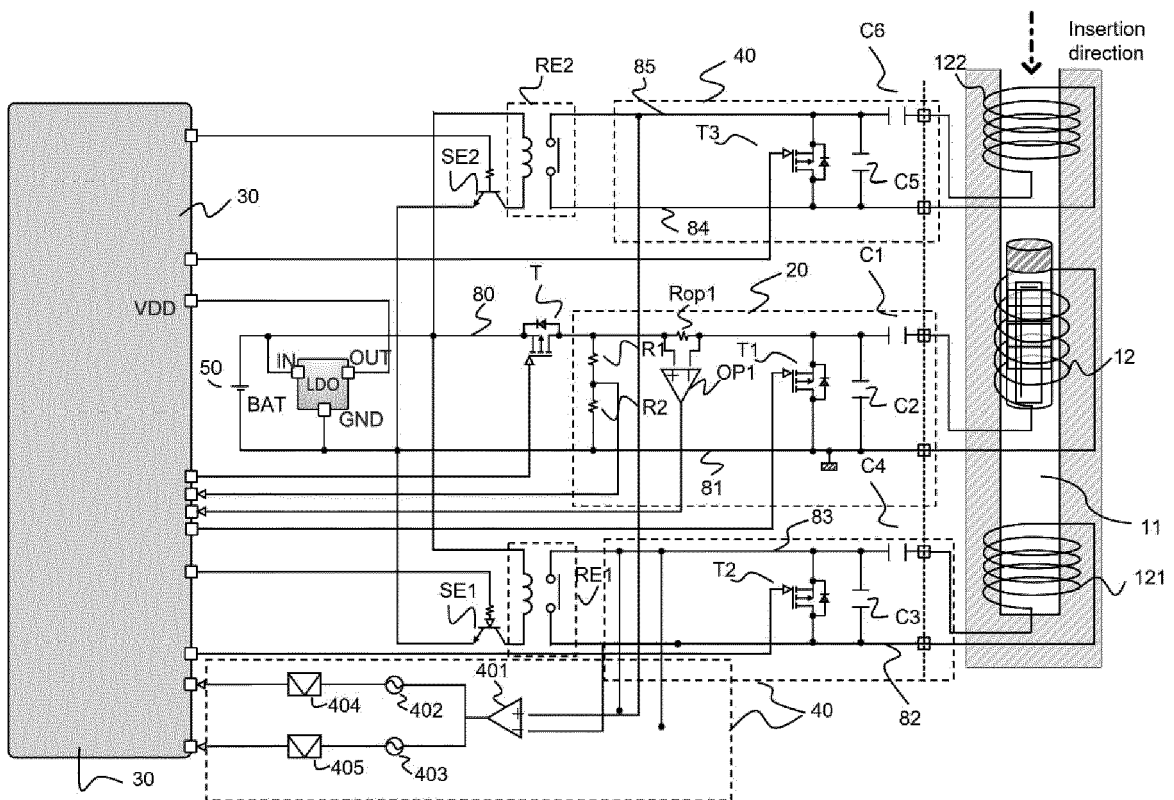 Insertion
direction
C6
RE2
85
40
122
T3
SE2
C5
30
84
C1
20
T
Rop1
VDD
80
R1
T1
OP1
12
IN
OUT
50
LDO
R2
C2
BAT
GND
81
C4
83
11
SE1
RE1
T2
121
C3
401
404
402
40
82
405
403
30